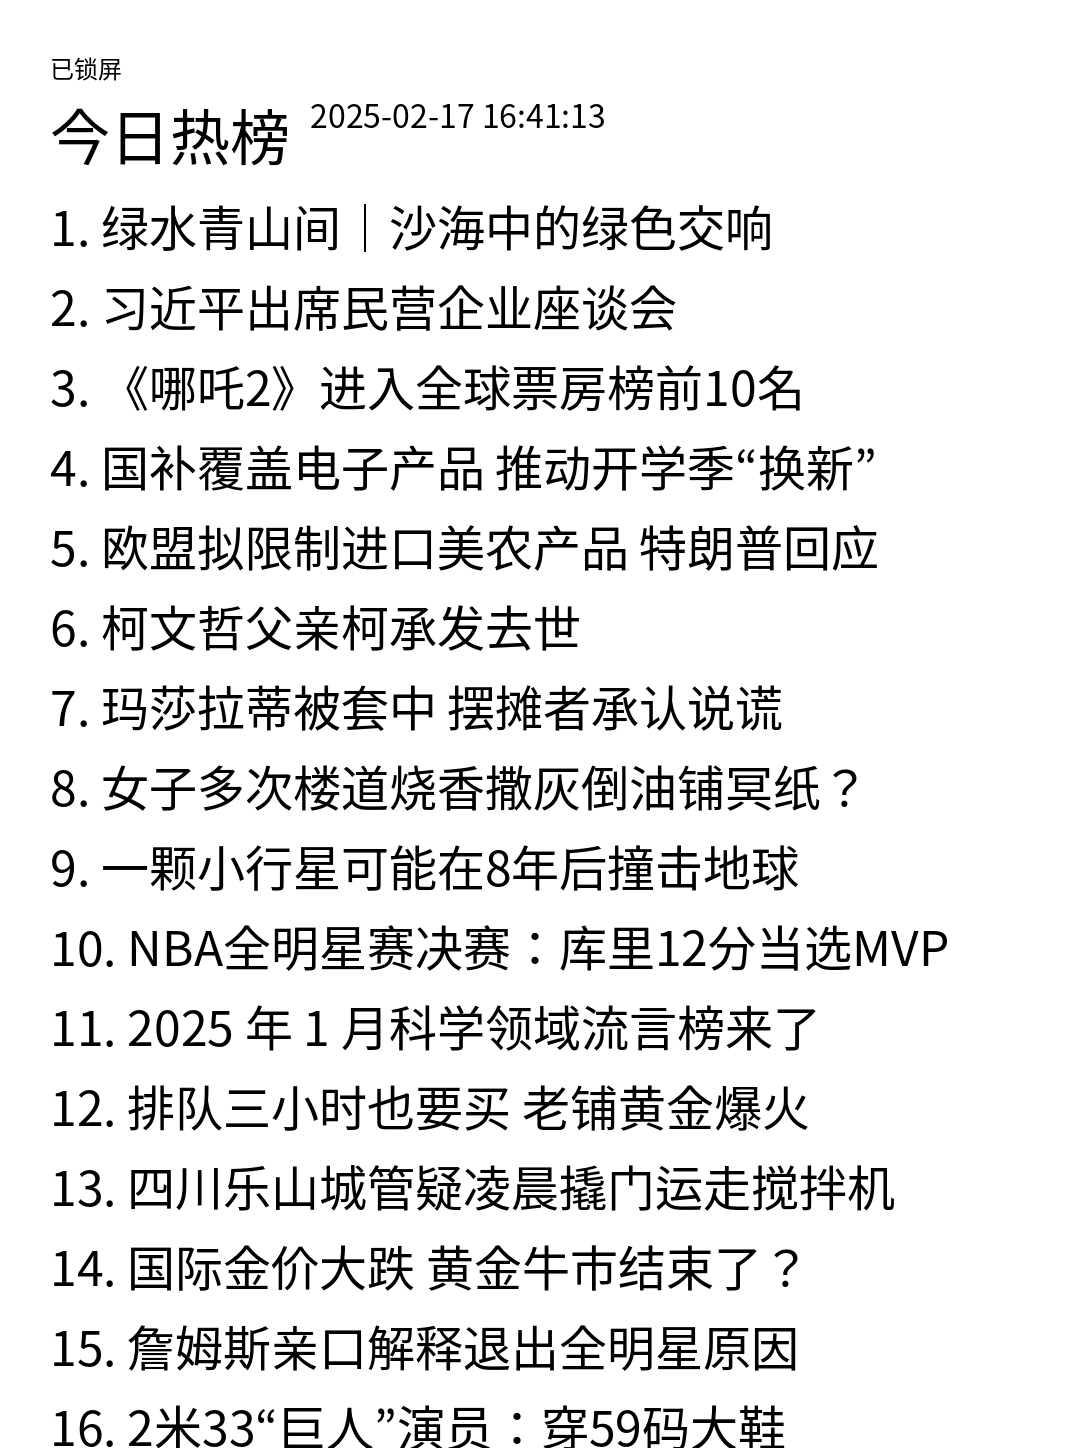 已锁屏
今日热榜 2025-02-17 16:41:13
1. 绿水青山间｜沙海中的绿色交响
2. 习近平出席民营企业座谈会
3. 《哪吒2》进入全球票房榜前10名
4. 国补覆盖电子产品 推动开学季“换新”
5. 欧盟拟限制进口美农产品 特朗普回应
6. 柯文哲父亲柯承发去世
7. 玛莎拉蒂被套中 摆摊者承认说谎
8. 女子多次楼道烧香撒灰倒油铺冥纸？
9. 一颗小行星可能在8年后撞击地球
10. NBA全明星赛决赛：库里12分当选MVP
11. 2025 年 1 月科学领域流言榜来了
12. 排队三小时也要买 老铺黄金爆火
13. 四川乐山城管疑凌晨撬门运走搅拌机
14. 国际金价大跌 黄金牛市结束了？
15. 詹姆斯亲口解释退出全明星原因
16. 2米33“巨人”演员：穿59码大鞋